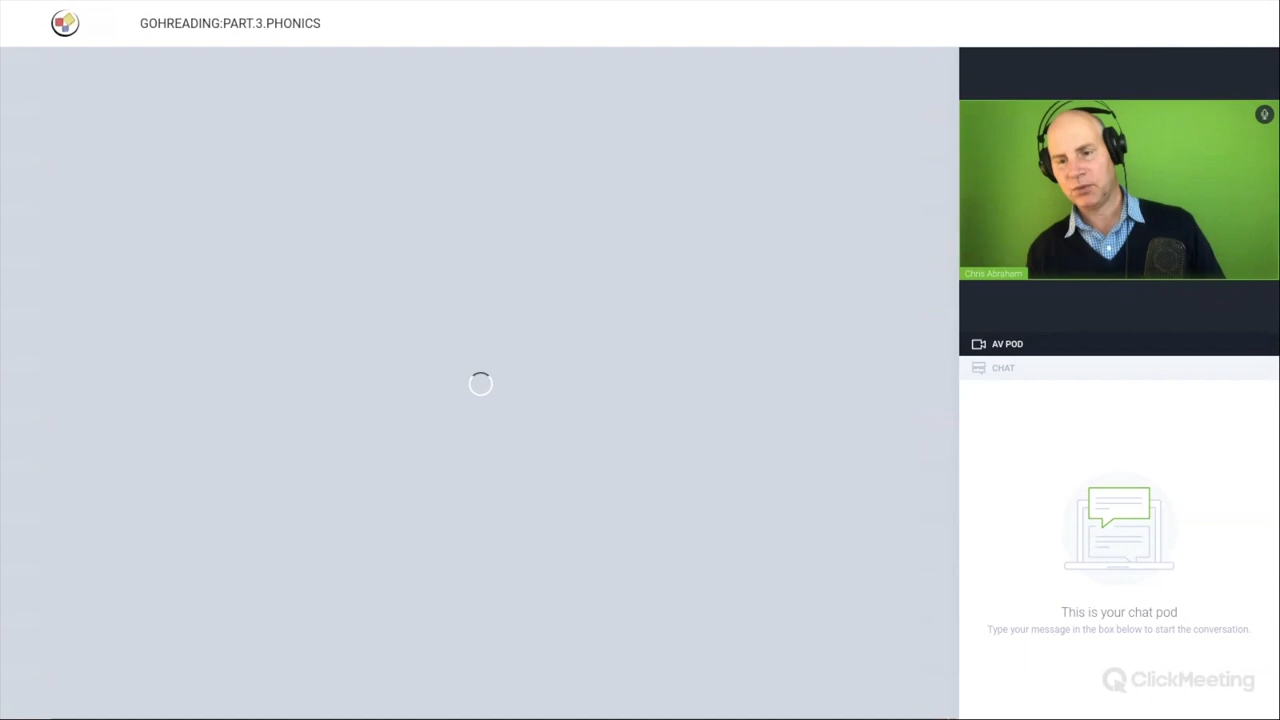 GOHREADING:PART.3.PHONICS
Chris Abraham
AV POD
CHAT
This is your chat pod
Type your message in the box below to start the conversation.
ClickMeeting